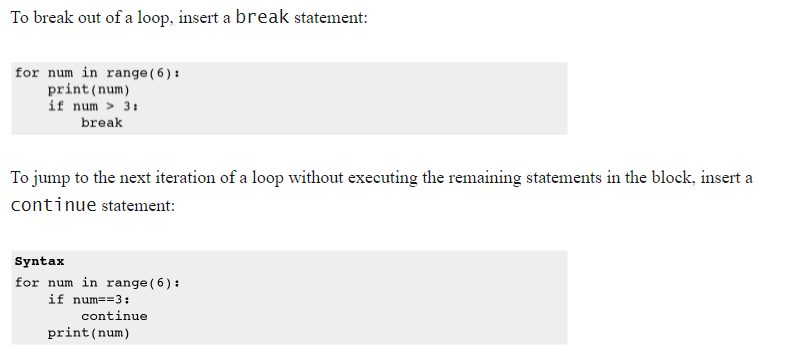 To break out of a loop, insert a break statement:
for num in range(6):
    print(num)
    if num > 3:
        break
To jump to the next iteration of a loop without executing the remaining statements in the block, insert a
continue statement:
Syntax
for num in range(6):
    if num==3:
        continue
    print(num)